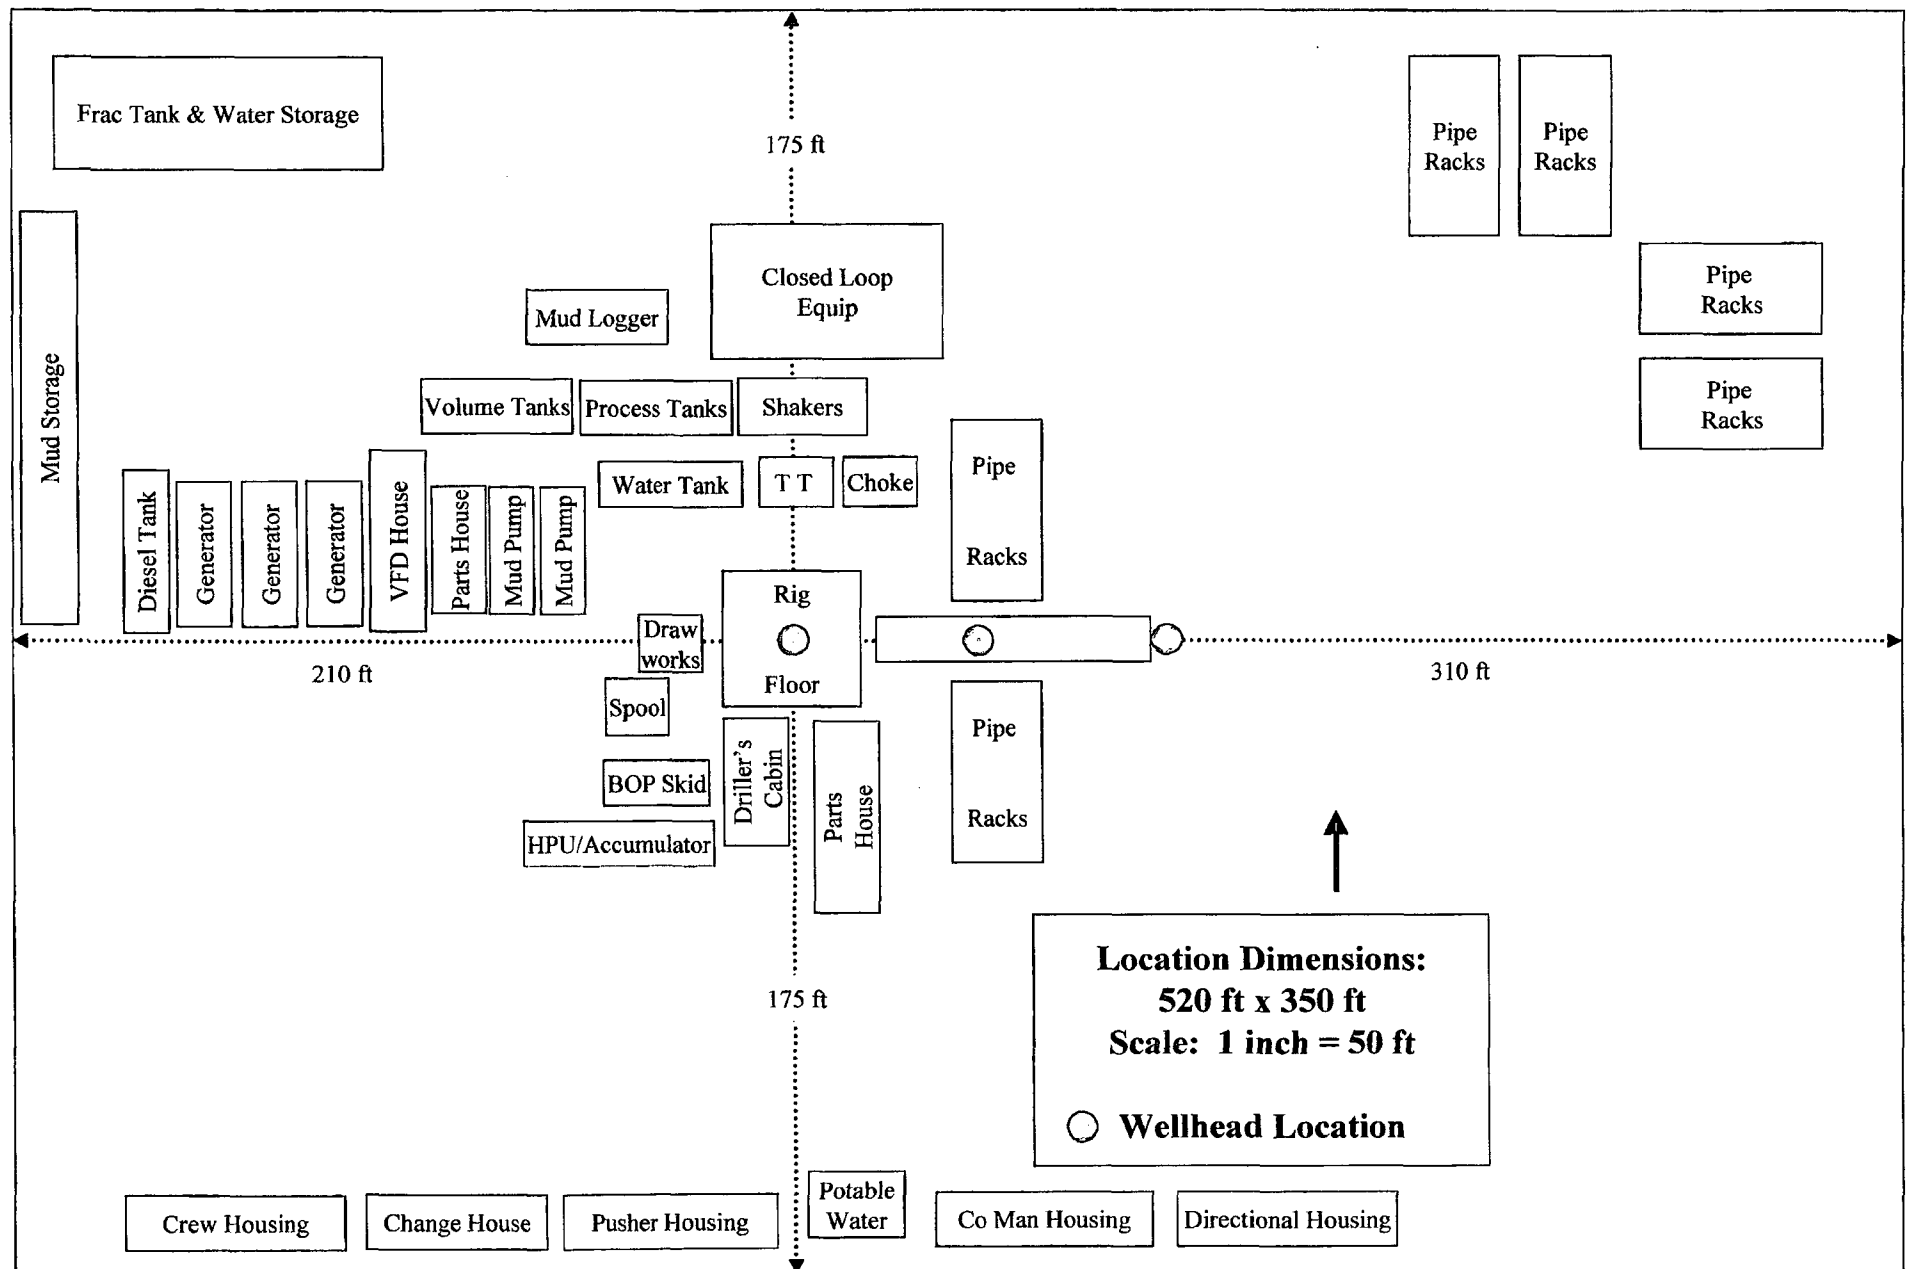 Frac Tank & Water Storage
175 ft
Pipe
Racks
Pipe
Racks
Closed Loop
Equip
Pipe
Racks
Mud Logger
Mud Storage
Volume Tanks
Process Tanks
Shakers
Pipe
Racks
Water Tank
T T
Choke
Pipe
Racks
Diesel Tank
Generator
Generator
Generator
VFD House
Parts House
Mud Pump
Mud Pump
Rig
Floor
Draw
works
210 ft
310 ft
Spool
Driller's
Cabin
Parts
House
Pipe
Racks
BOP Skid
HPU/Accumulator
Location Dimensions:
520 ft x 350 ft
Scale: 1 inch = 50 ft
Wellhead Location
175 ft
Crew Housing
Change House
Pusher Housing
Potable
Water
Co Man Housing
Directional Housing